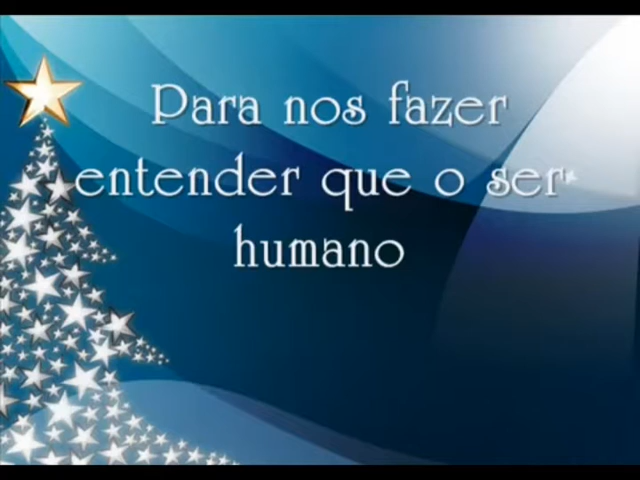 Para nos fazer
entender que o ser
humano